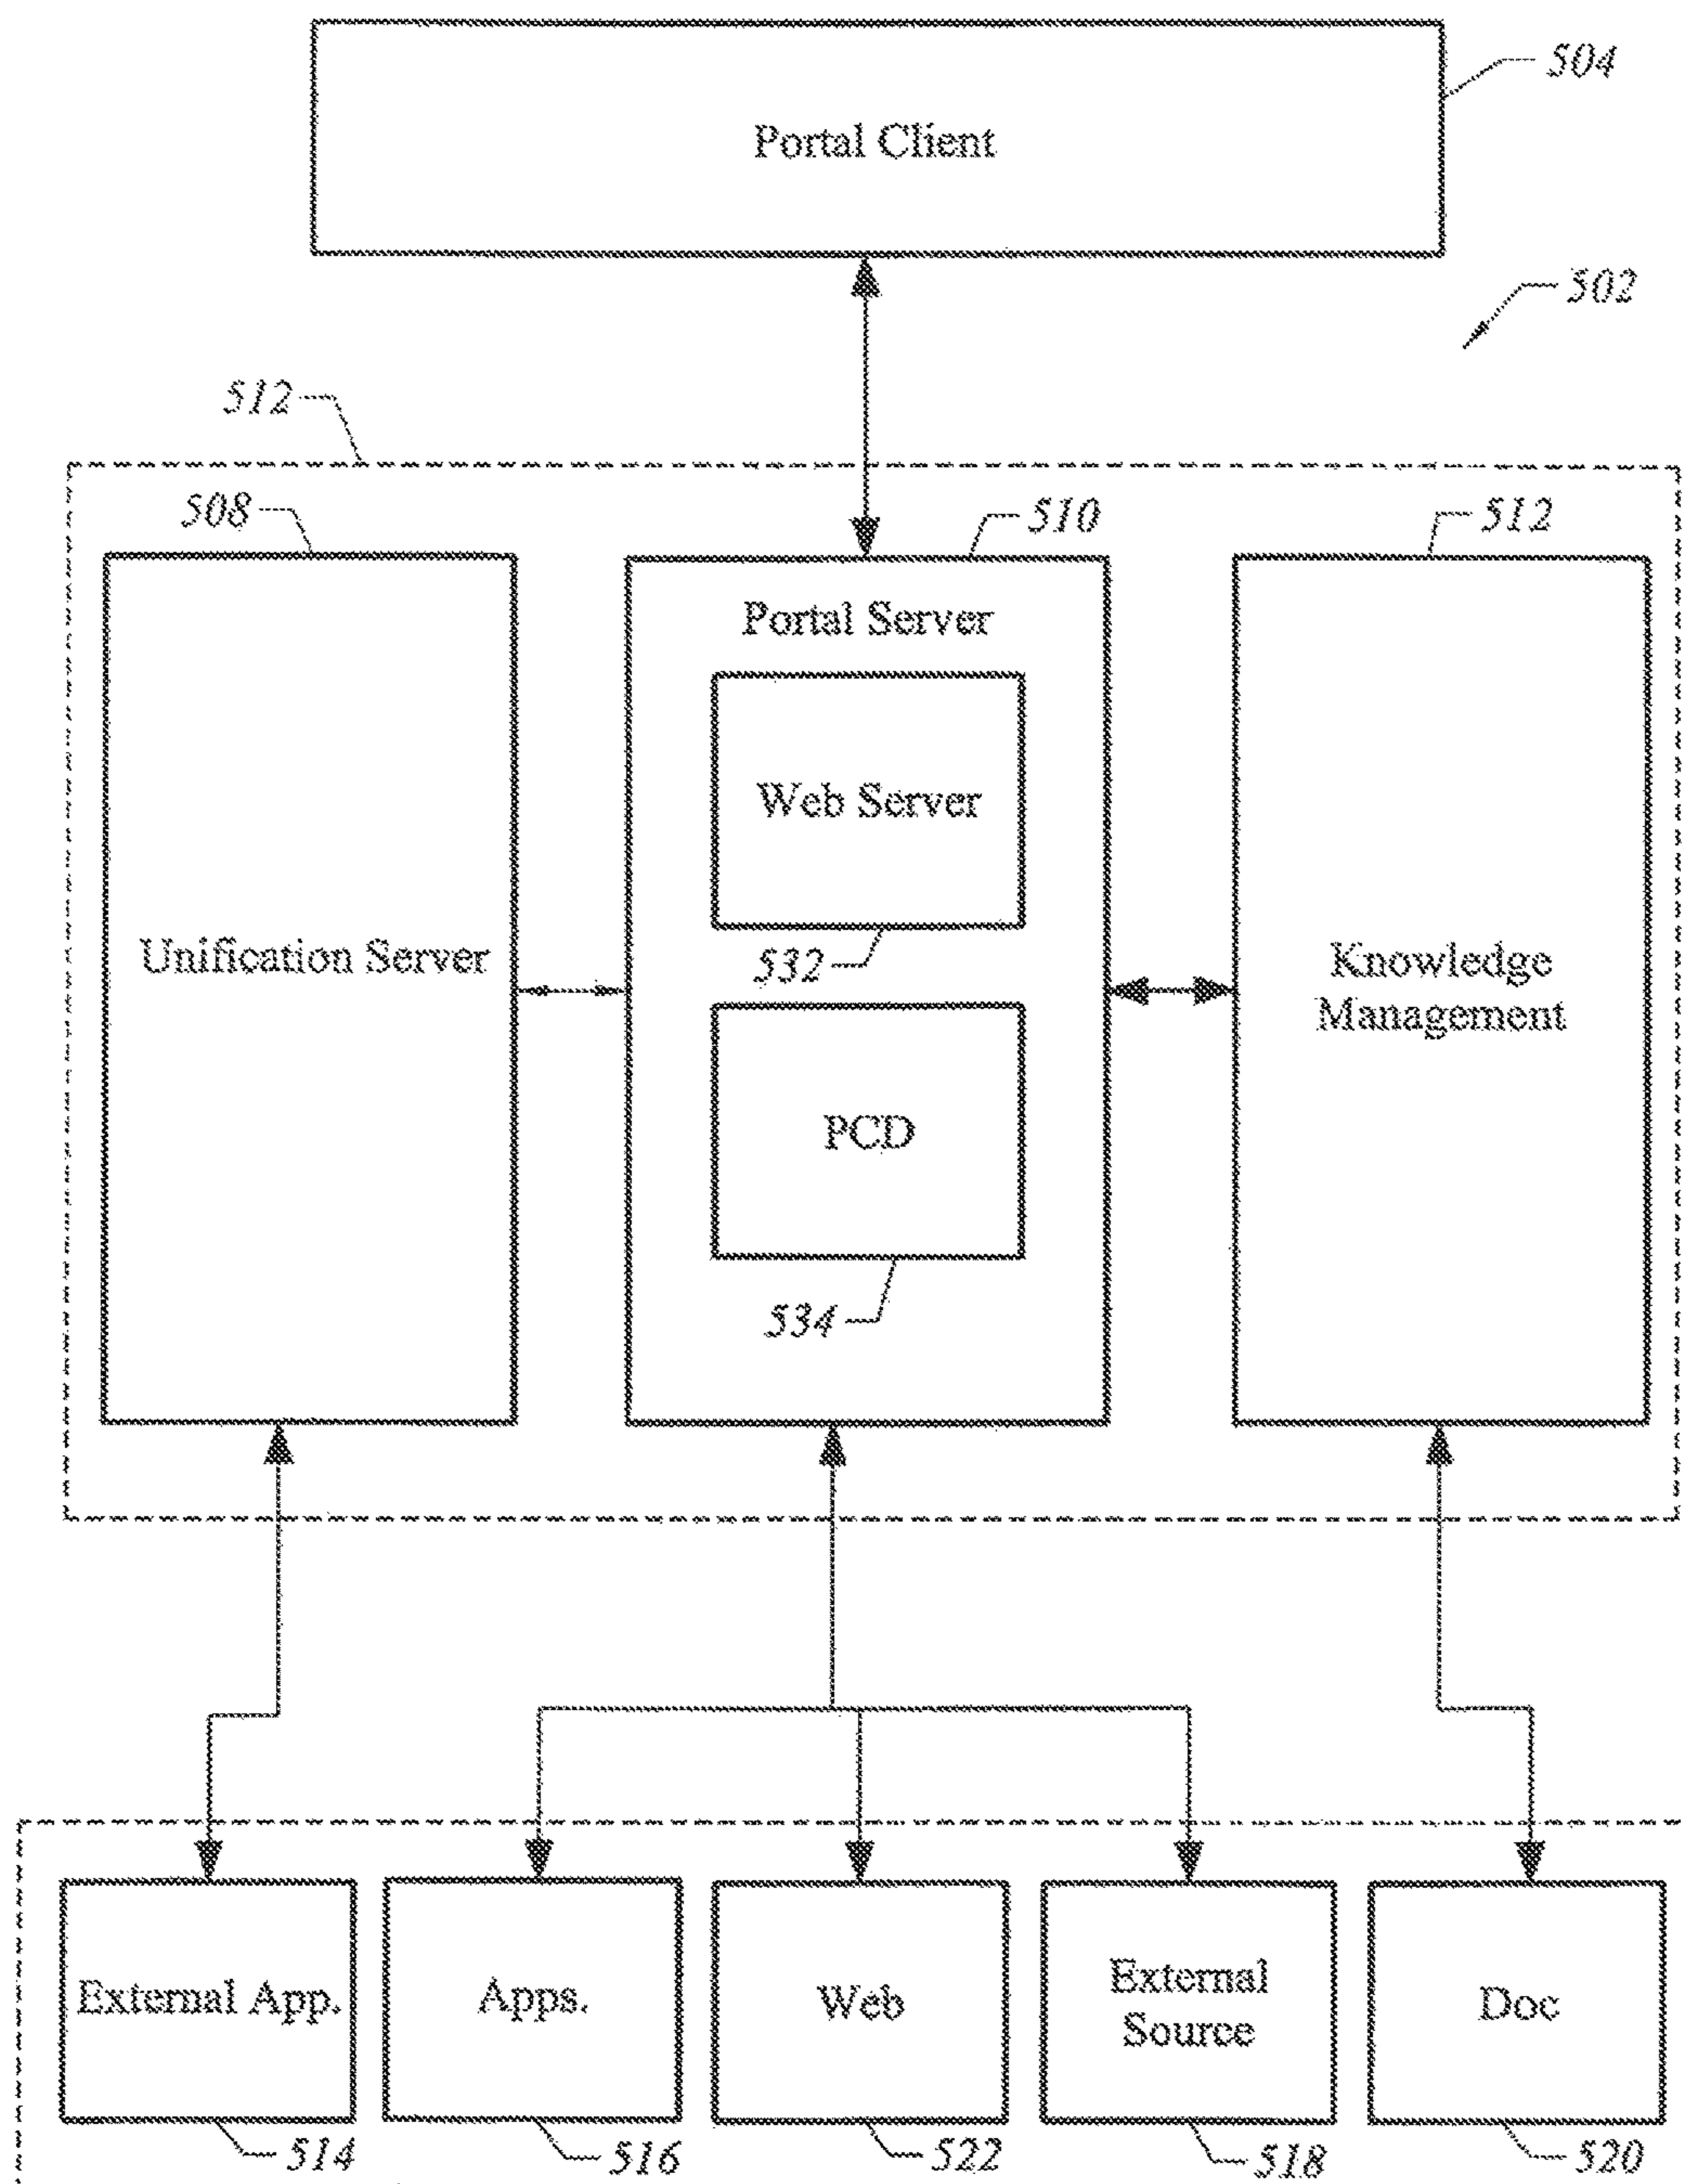 504
Portal Client
502
512
508
510
512
Portal Server
Web Server
532
Unification Server
Knowledge
Management
PCD
534
External App.
Apps.
Web
External
Source
Doc
514
516
522
518
520